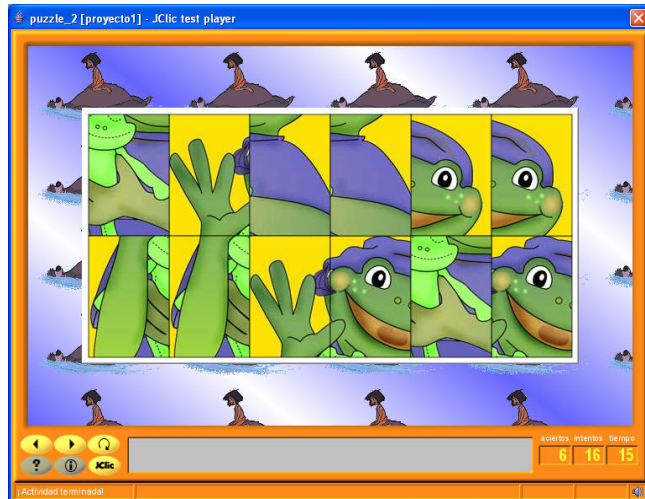 puzzle_2 [proyecto1] - JClic test player
? i JClic
aciertos intentos tiempo
6 16 15
¡Actividad terminada!